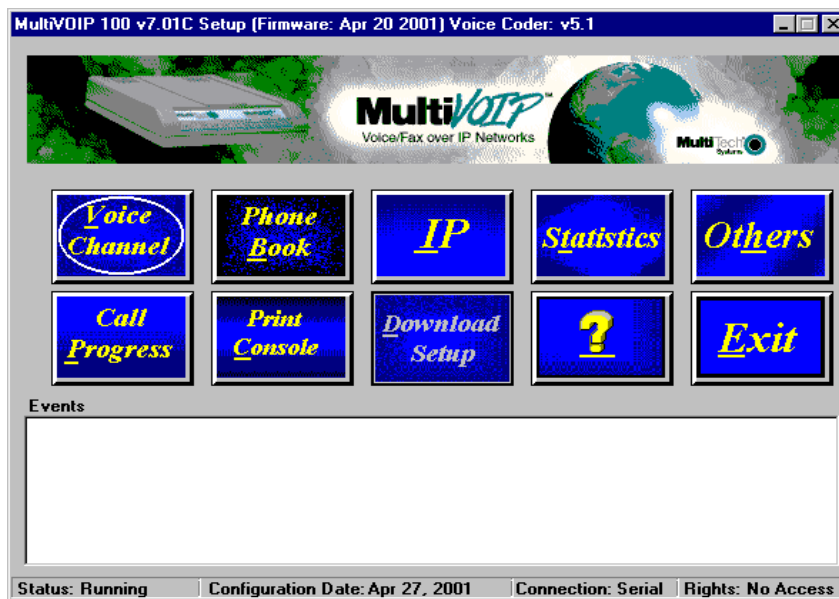 MultiVOIP 100 v7.01C Setup (Firmware: Apr 20 2001) Voice Coder: v5.1
MultiVOIP™
Voice/Fax over IP Networks
MultiTech
Systems
Voice
Channel
Phone
Book
IP
Statistics
Others
Call
Progress
Print
Console
Download
Setup
?
Exit
Events
Status: Running
Configuration Date: Apr 27, 2001
Connection: Serial
Rights: No Access